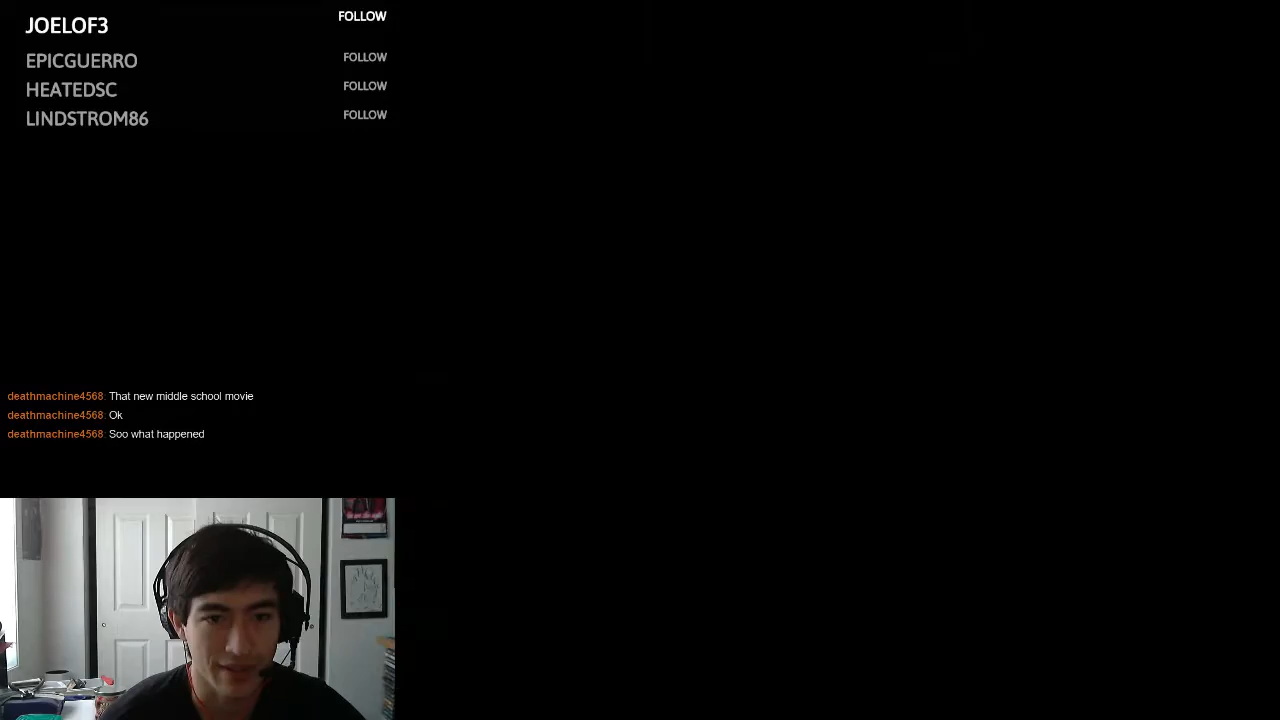 JOELOF3 FOLLOW
EPICGUERRO FOLLOW
HEATEDSC FOLLOW
LINDSTROM86 FOLLOW
deathmachine4568: That new middle school movie
deathmachine4568: Ok
deathmachine4568: Soo what happened